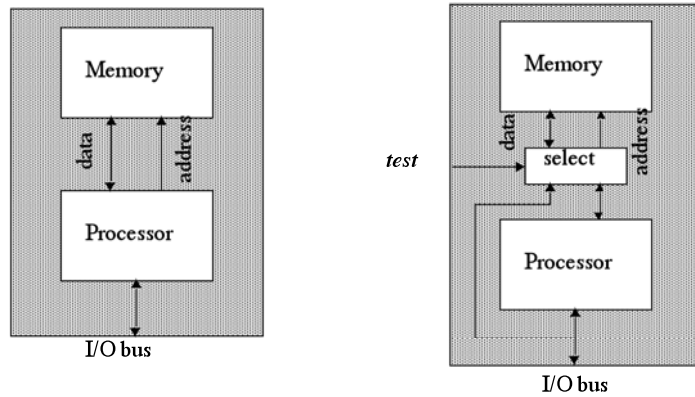 Memory
data
address
Processor
I/O bus
Memory
data
address
test
select
Processor
I/O bus